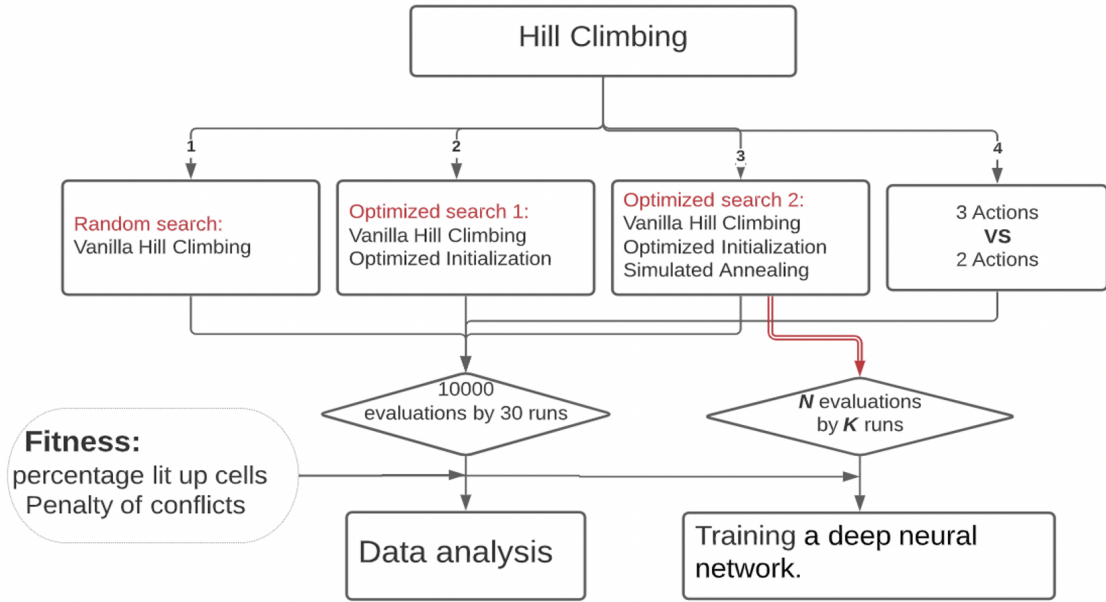 Hill Climbing
1
2
3
4
Random search:
Vanilla Hill Climbing
Optimized search 1:
Vanilla Hill Climbing
Optimized Initialization
Optimized search 2:
Vanilla Hill Climbing
Optimized Initialization
Simulated Annealing
3 Actions
VS
2 Actions
10000
evaluations by 30 runs
N evaluations
by K runs
Fitness:
percentage lit up cells
Penalty of conflicts
Data analysis
Training a deep neural
network.